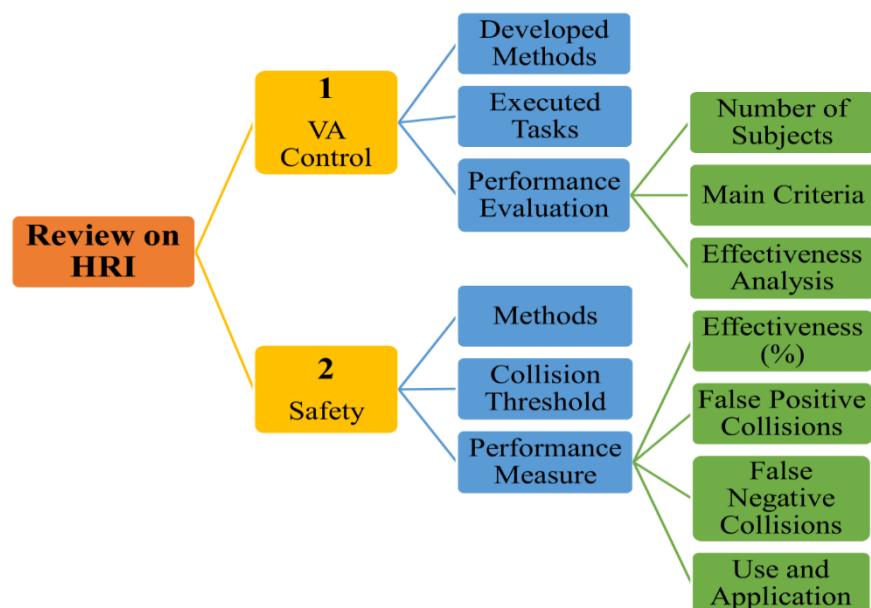 Review on
HRI
1
VA
Control
Developed
Methods
Executed
Tasks
Performance
Evaluation
Number of
Subjects
Main Criteria
Effectiveness
Analysis
2
Safety
Methods
Collision
Threshold
Performance
Measure
Effectiveness
(%)
False Positive
Collisions
False
Negative
Collisions
Use and
Application